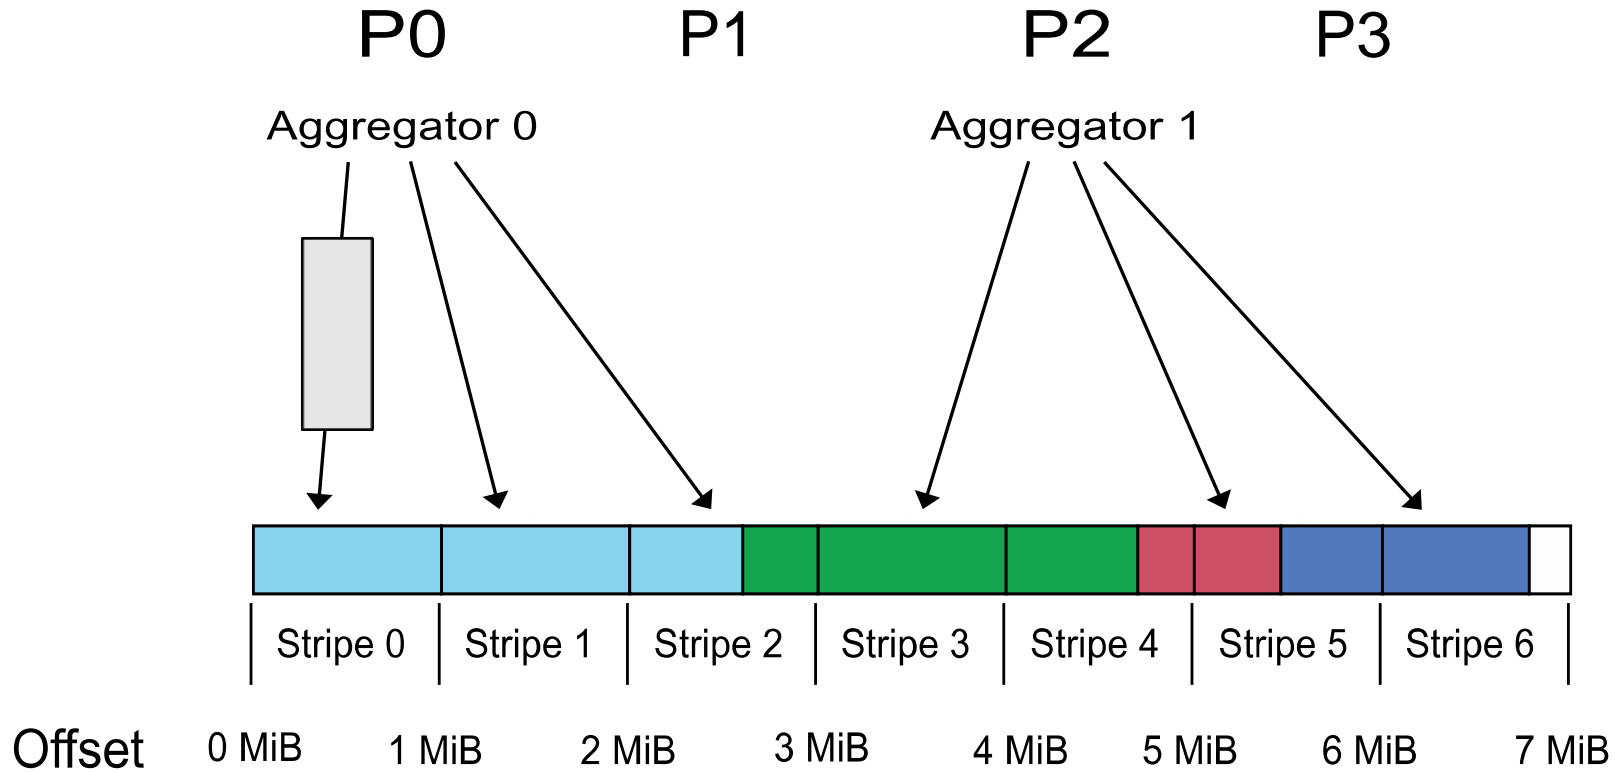 P0 P1 P2 P3
Aggregator 0 Aggregator 1
Stripe 0 Stripe 1 Stripe 2 Stripe 3 Stripe 4 Stripe 5 Stripe 6
Offset 0 MiB 1 MiB 2 MiB 3 MiB 4 MiB 5 MiB 6 MiB 7 MiB